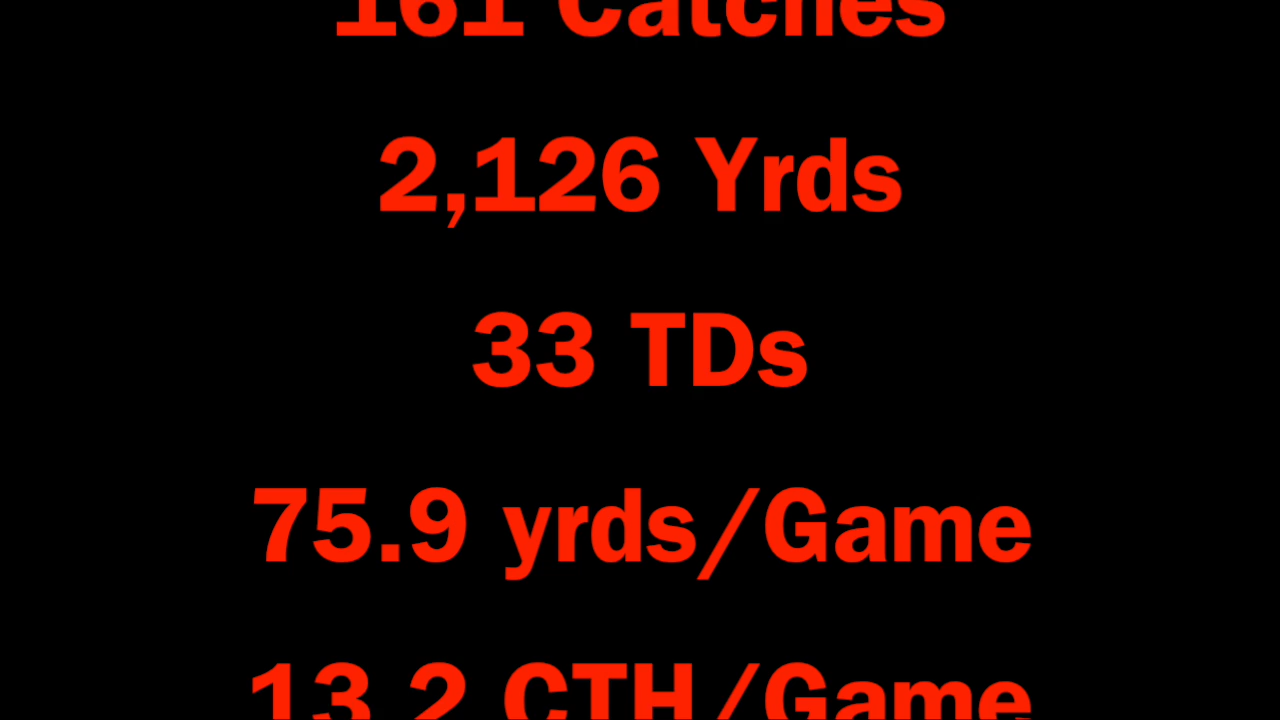 161 Catches
2,126 Yrds
33 TDs
75.9 yrds/Game
13.2 CTH/Game